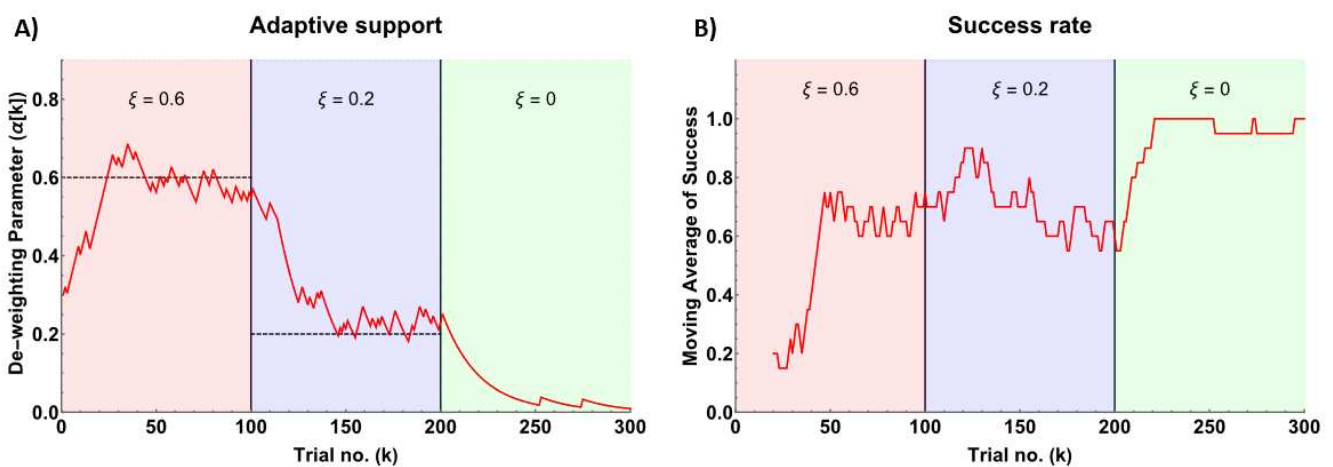 A)
Adaptive support
De-weighting Parameter (α[k])
ξ = 0.6
ξ = 0.2
ξ = 0
0.8
0.6
0.4
0.2
0.0
0 50 100 150 200 250 300
Trial no. (k)
B)
Success rate
Moving Average of Success
ξ = 0.6
ξ = 0.2
ξ = 0
1.0
0.8
0.6
0.4
0.2
0.0
0 50 100 150 200 250 300
Trial no. (k)